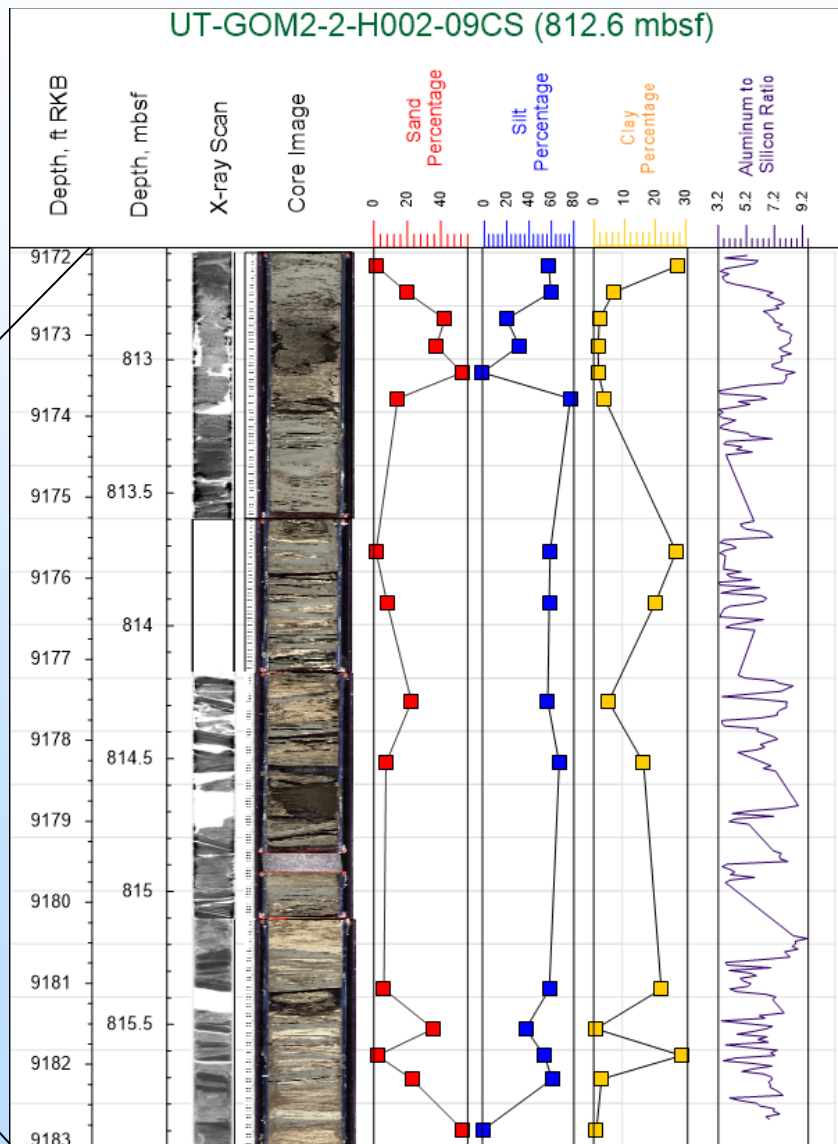 UT-GOM2-2-H002-09CS (812.6 mbsf)
Depth, ft RKB
Depth, mbsf
X-ray Scan
Core Image
Sand
Percentage
Silt
Percentage
Clay
Percentage
Aluminum to
Silicon Ratio
0 20 40
0 20 40 60 80
0 10 20 30
3.2 5.2 7.2 9.2
9172
9173
813
9174
813.5
9175
9176
814
9177
9178
814.5
9179
815
9180
9181
815.5
9182
9183